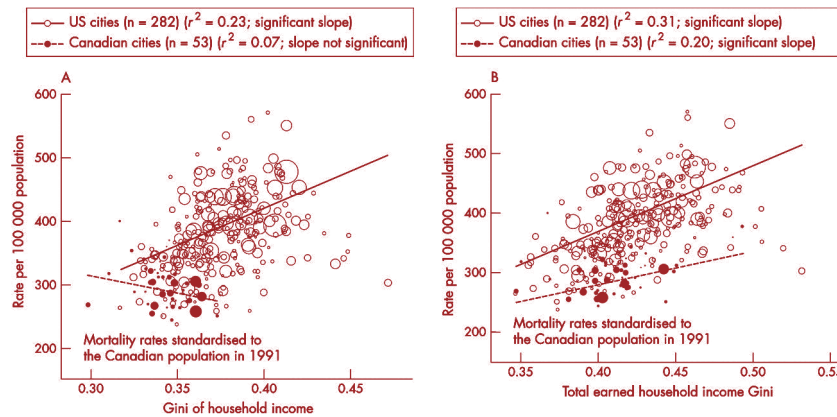 US cities (n = 282) (r² = 0.23; significant slope)
Canadian cities (n = 53) (r² = 0.07; slope not significant)
A
600
500
400
300
200
Rate per 100 000 population
Mortality rates standardised to
the Canadian population in 1991
0.30 0.35 0.40 0.45
Gini of household income
US cities (n = 282) (r² = 0.31; significant slope)
Canadian cities (n = 53) (r² = 0.20; significant slope)
B
600
500
400
300
200
Rate per 100 000 population
Mortality rates standardised to
the Canadian population in 1991
0.35 0.40 0.45 0.50 0.5
Total earned household income Gini